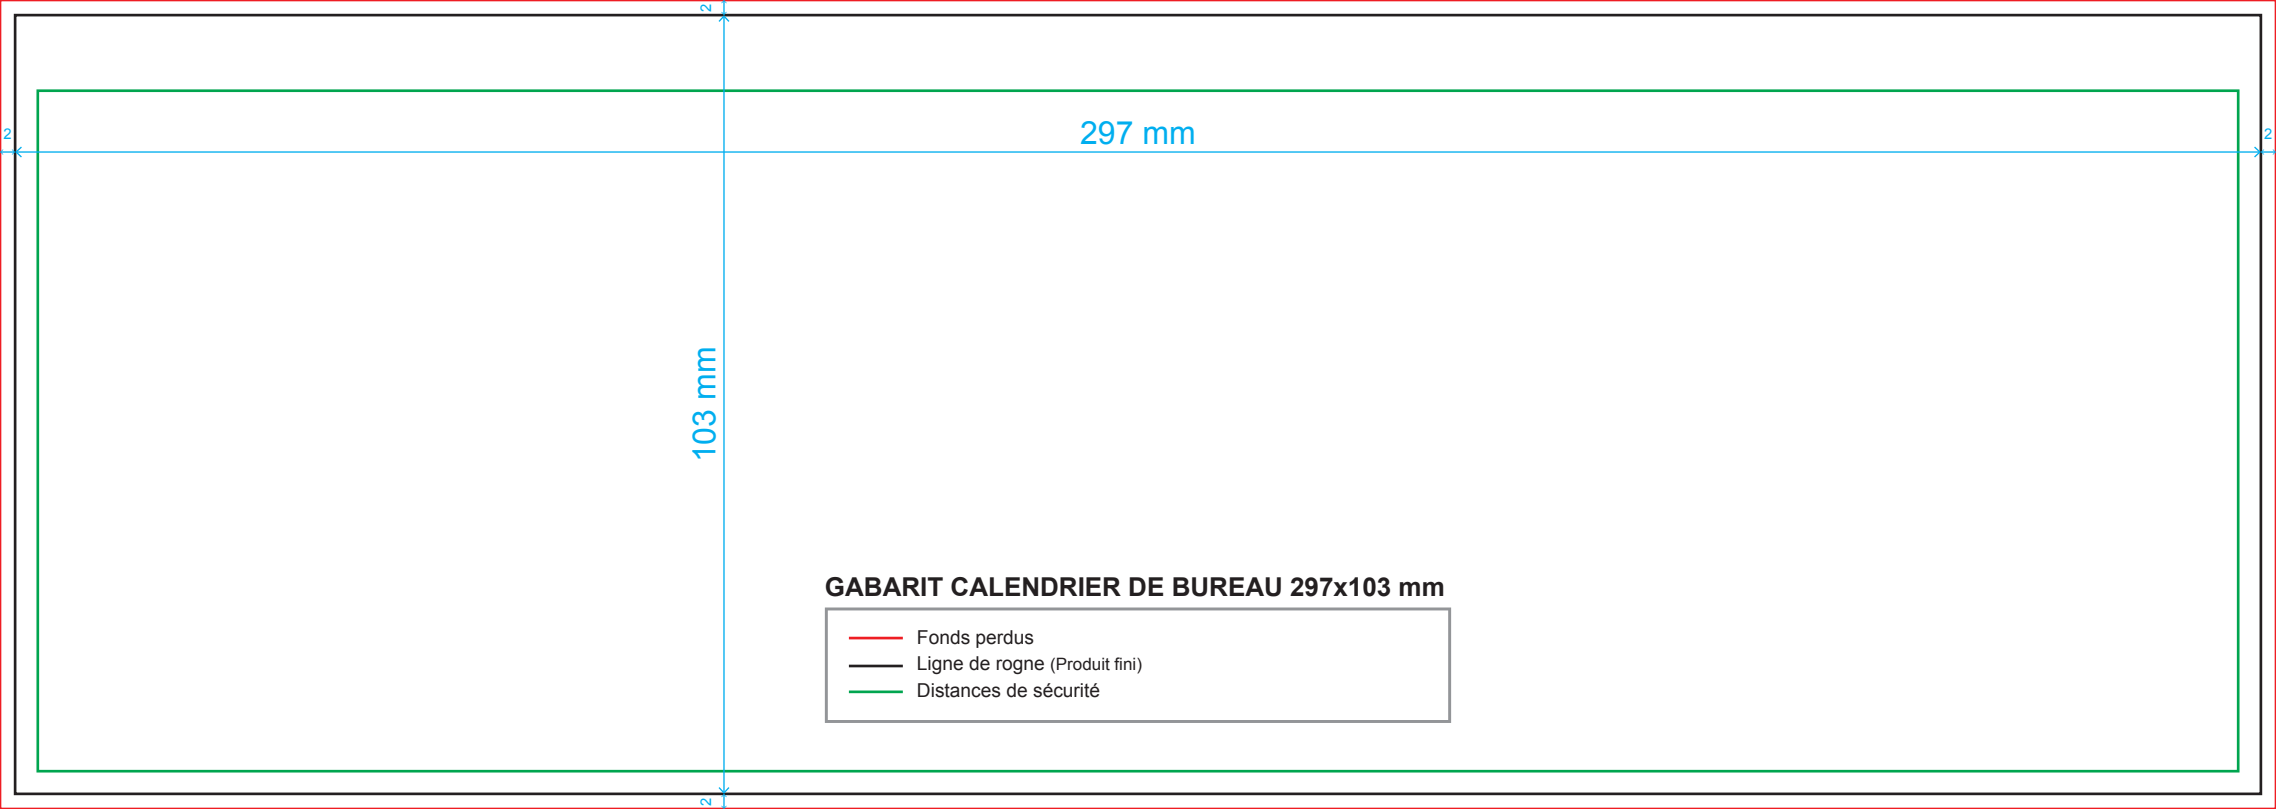 2
297 mm
2
2
103 mm
GABARIT CALENDRIER DE BUREAU 297x103 mm
Fonds perdus
Ligne de rogne (Produit fini)
Distances de sécurité
2